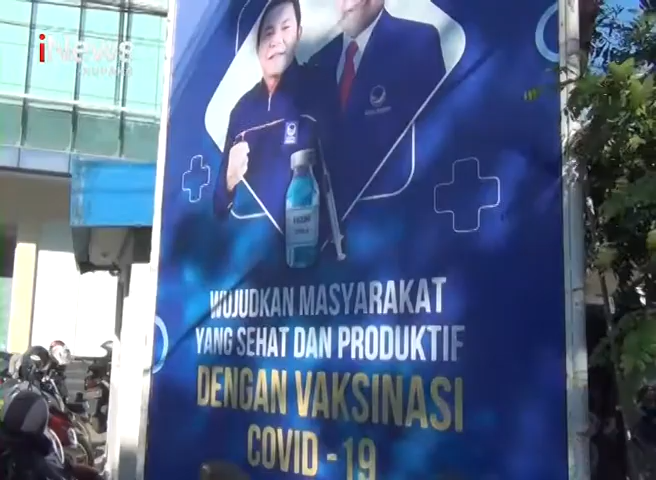 iNews
WUJUDKAN MASYARAKAT
YANG SEHAT DAN PRODUKTIF
DENGAN VAKSINASI
COVID - 19